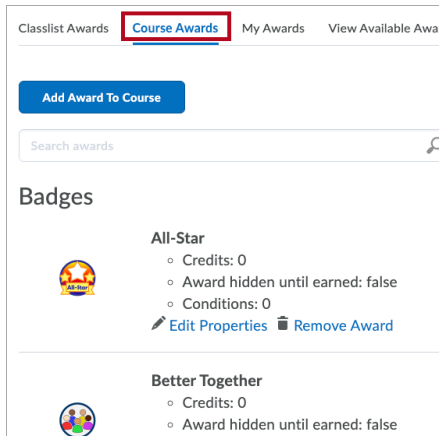 Classlist Awards Course Awards My Awards View Available Awa
Add Award To Course
Search awards
Badges
All-Star
All-Star
Credits: 0
Award hidden until earned: false
Conditions: 0
Edit Properties Remove Award
Better Together
Credits: 0
Award hidden until earned: false